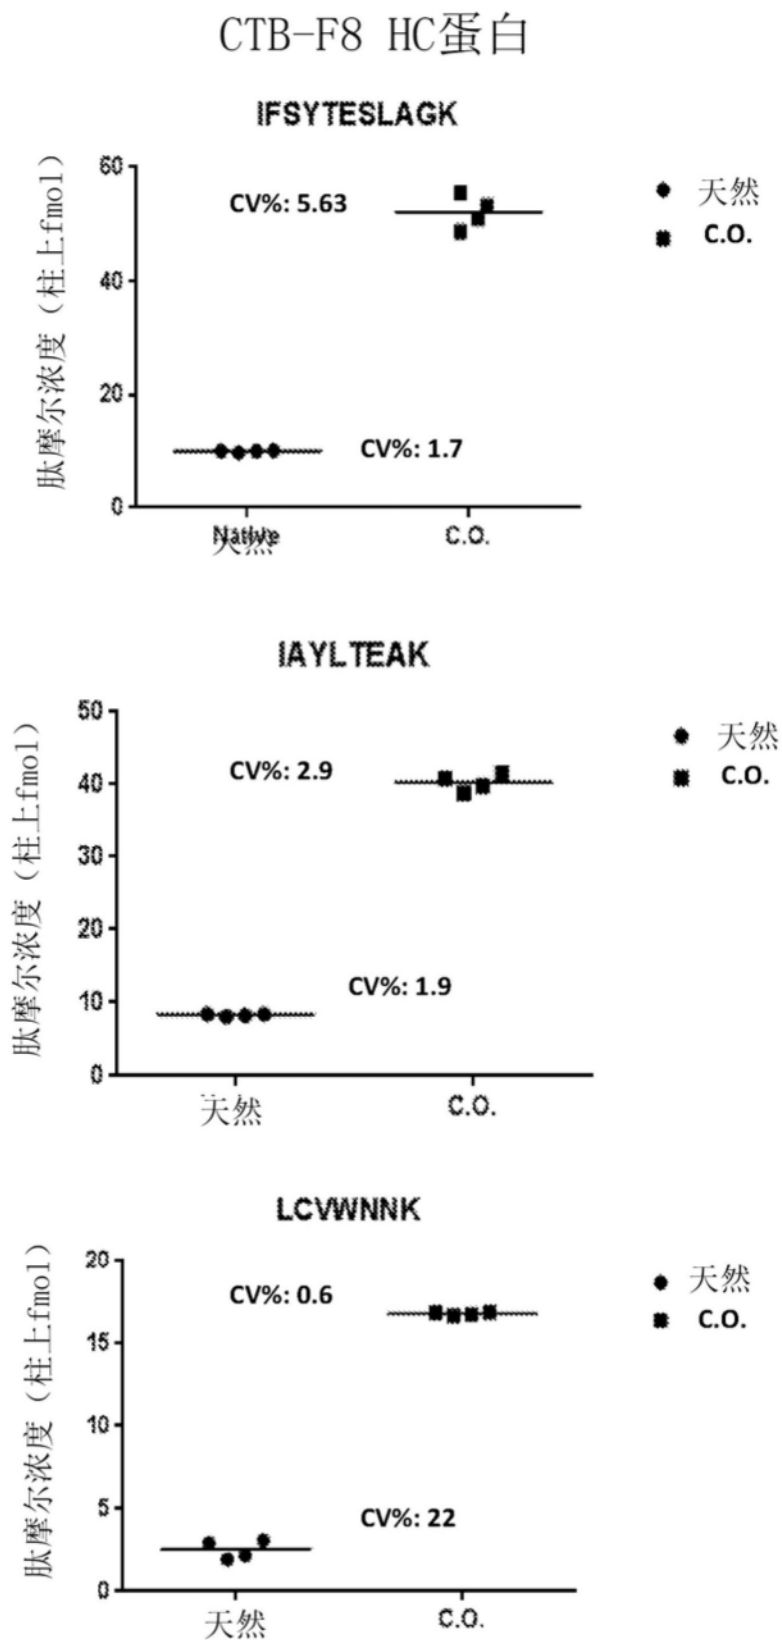 CTB-F8 HC蛋白
IFSYTESLAGK
肽摩尔浓度（柱上fmol）
60
40
20
0
CV%: 5.63
CV%: 1.7
天然
C.O.
Native
天然
C.O.
IAYLTEAK
肽摩尔浓度（柱上fmol）
50
40
30
20
10
0
CV%: 2.9
CV%: 1.9
天然
C.O.
天然
C.O.
LCVWNNK
肽摩尔浓度（柱上fmol）
20
15
10
5
0
CV%: 0.6
CV%: 22
天然
C.O.
天然
C.O.